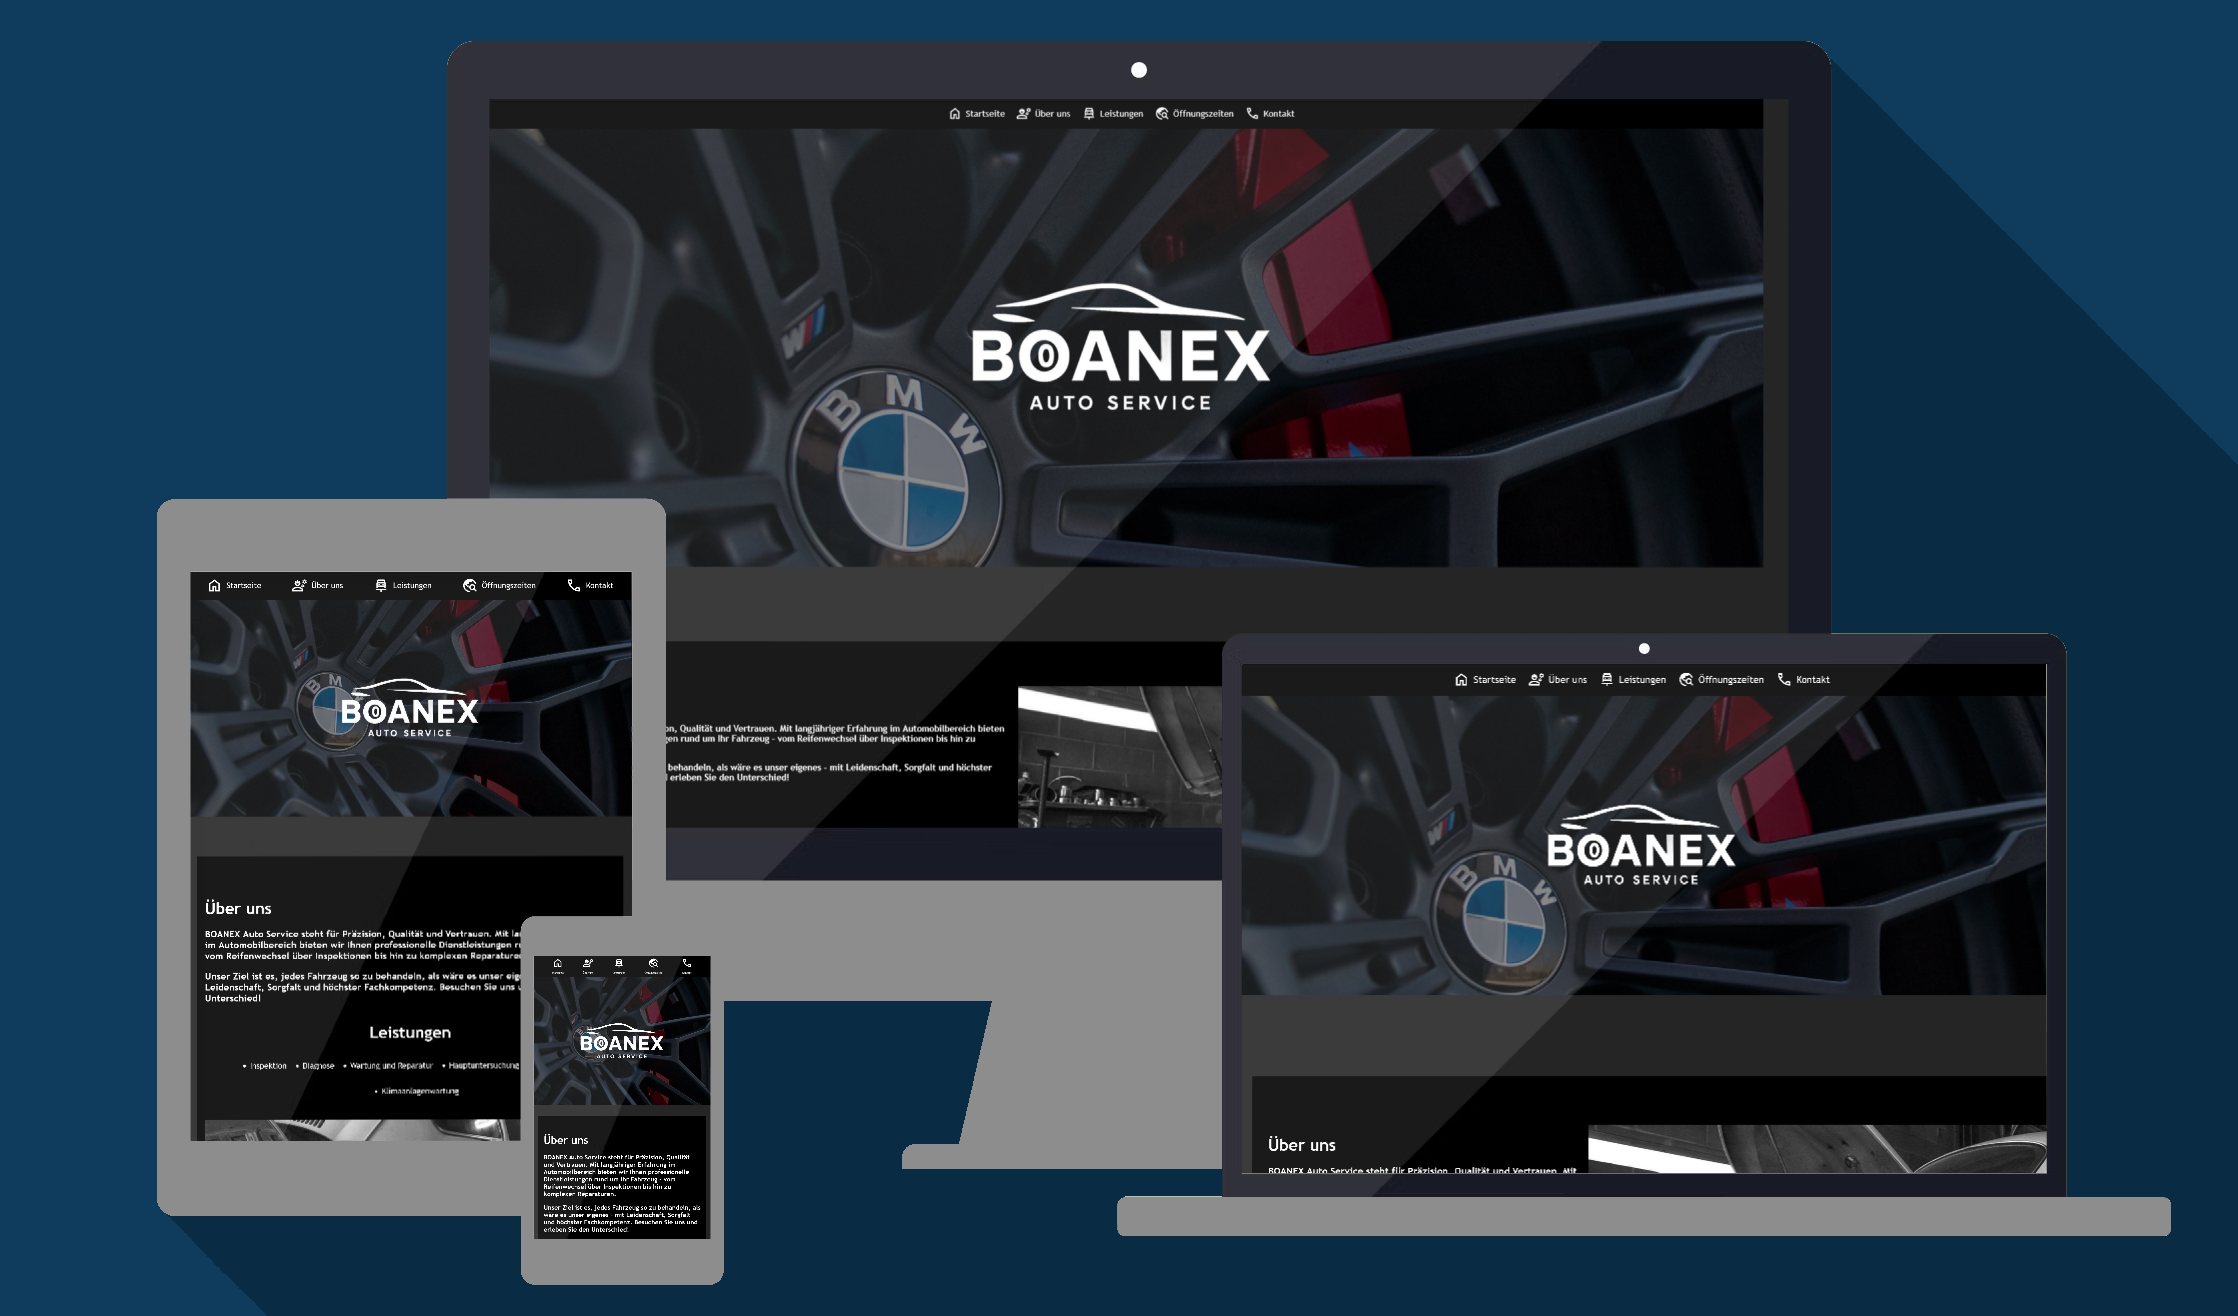 Startseite Über uns Leistungen Öffnungszeiten Kontakt
BOANEX
AUTO SERVICE
BMW
on, Qualität und Vertrauen. Mit langjähriger Erfahrung im Automobilbereich bieten
gen rund um Ihr Fahrzeug - vom Reifenwechsel über Inspektionen bis hin zu
behandeln, als wäre es unser eigenes - mit Leidenschaft, Sorgfalt und höchster
erleben Sie den Unterschied!
Startseite Über uns Leistungen Öffnungszeiten Kontakt
BMW
BOANEX
AUTO SERVICE
Über uns
BOANEX Auto Service steht für Präzision, Qualität und Vertrauen. Mit la
im Automobilbereich bieten wir Ihnen professionelle Dienstleistungen r
vom Reifenwechsel über Inspektionen bis hin zu komplexen Reparature
Unser Ziel ist es, jedes Fahrzeug so zu behandeln, als wäre es unser eige
Leidenschaft, Sorgfalt und höchster Fachkompetenz. Besuchen Sie uns u
Unterschied!
Leistungen
• Inspektion • Diagnose • Wartung und Reparatur • Hauptuntersuchung
• Klimaanlagenwartung
BOANEX
AUTO SERVICE
Über uns
BOANEX Auto Service steht für Präzision, Qualität
und Vertrauen. Mit langjähriger Erfahrung im
Automobilbereich bieten wir Ihnen professionelle
Dienstleistungen rund um Ihr Fahrzeug - vom
Reifenwechsel über Inspektionen bis hin zu
komplexen Reparaturen.
Unser Ziel ist es, jedes Fahrzeug so zu behandeln, als
wäre es unser eigenes - mit Leidenschaft, Sorgfalt
und höchster Fachkompetenz. Besuchen Sie uns und
erleben Sie den Unterschied!
Startseite Über uns Leistungen Öffnungszeiten Kontakt
BOANEX
AUTO SERVICE
BMW
Über uns
BOANEX Auto Service steht für Präzision, Qualität und Vertrauen. Mit